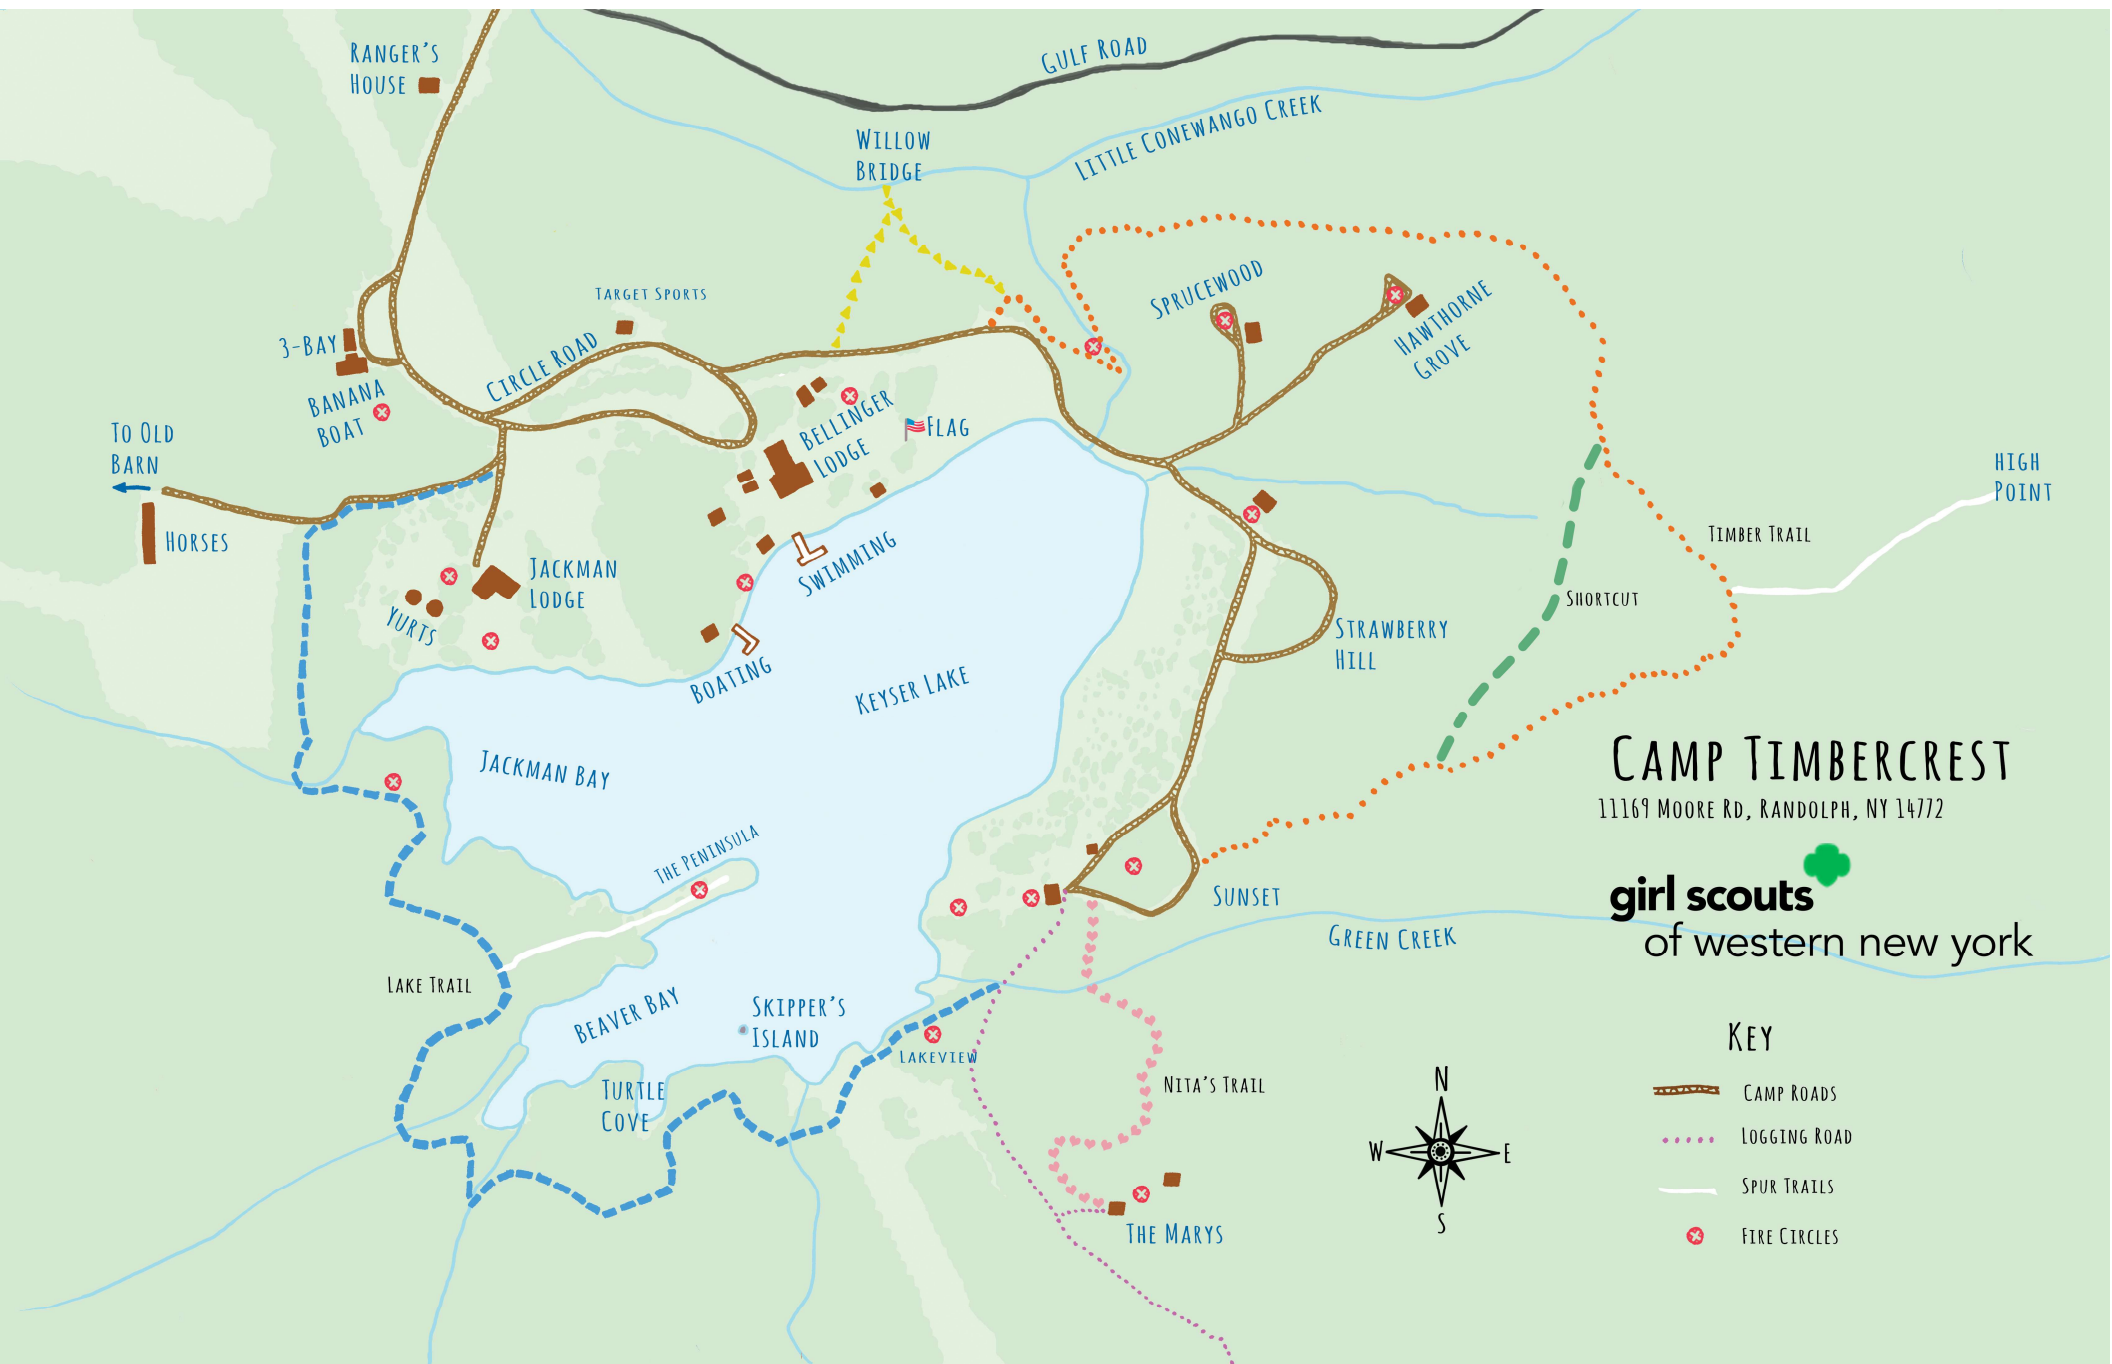 Ranger's
House
Gulf Road
Little Conewango Creek
Willow
Bridge
Target Sports
Circle Road
3-Bay
Banana
Boat
To Old
Barn
Horses
Sprucewood
Hawthorne
Grove
Bellinger
Lodge
Flag
High
Point
Timber Trail
Shortcut
Jackman
Lodge
Yurts
Swimming
Boating
Keyser Lake
Strawberry
Hill
Jackman Bay
The Peninsula
Camp Timbercrest
11169 Moore Rd, Randolph, NY 14772
girl scouts
of western new york
Sunset
Green Creek
Lake Trail
Beaver Bay
Skipper's
Island
Lakeview
Turtle
Cove
Nita's Trail
The Marys
N
W
E
S
Key
Camp Roads
Logging Road
Spur Trails
Fire Circles